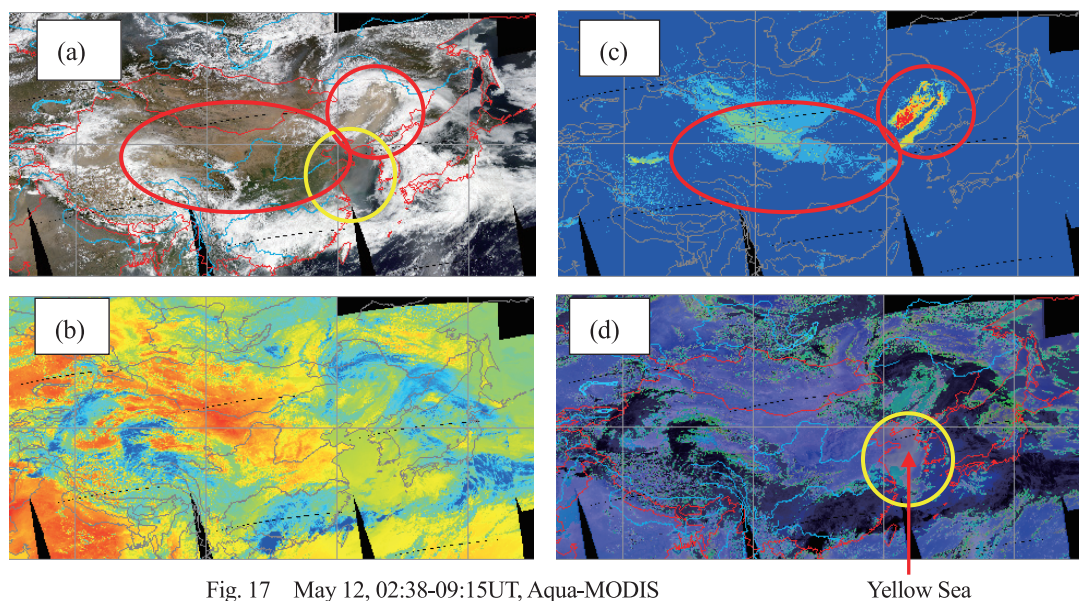 (a)
(c)
(b)
(d)
Fig. 17 May 12, 02:38-09:15UT, Aqua-MODIS
Yellow Sea